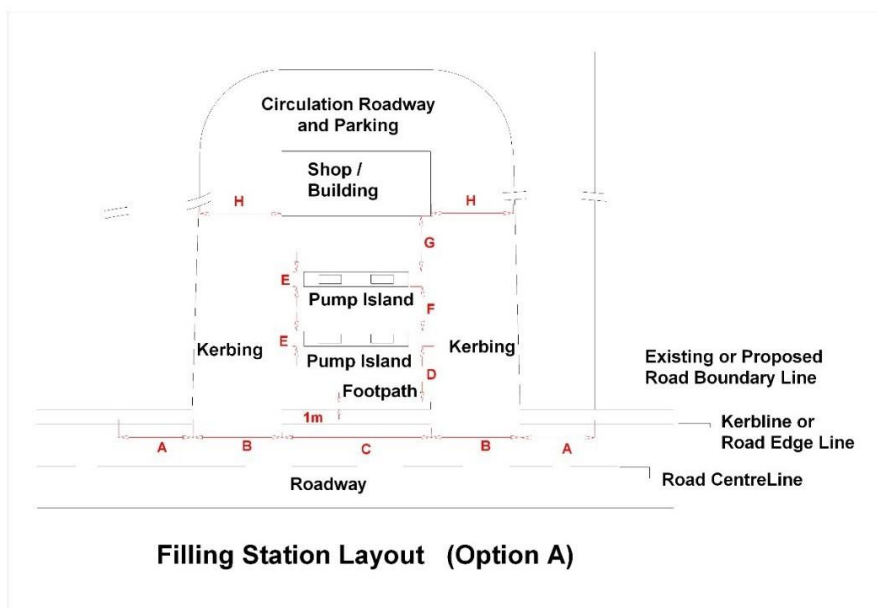 Circulation Roadway
and Parking
Shop /
Building
H
H
G
E
Pump Island
F
Kerbing
E
Kerbing
Pump Island
D
Existing or Proposed
Road Boundary Line
Footpath
1m
Kerbline or
Road Edge Line
A
B
C
B
A
Roadway
Road CentreLine
Filling Station Layout (Option A)